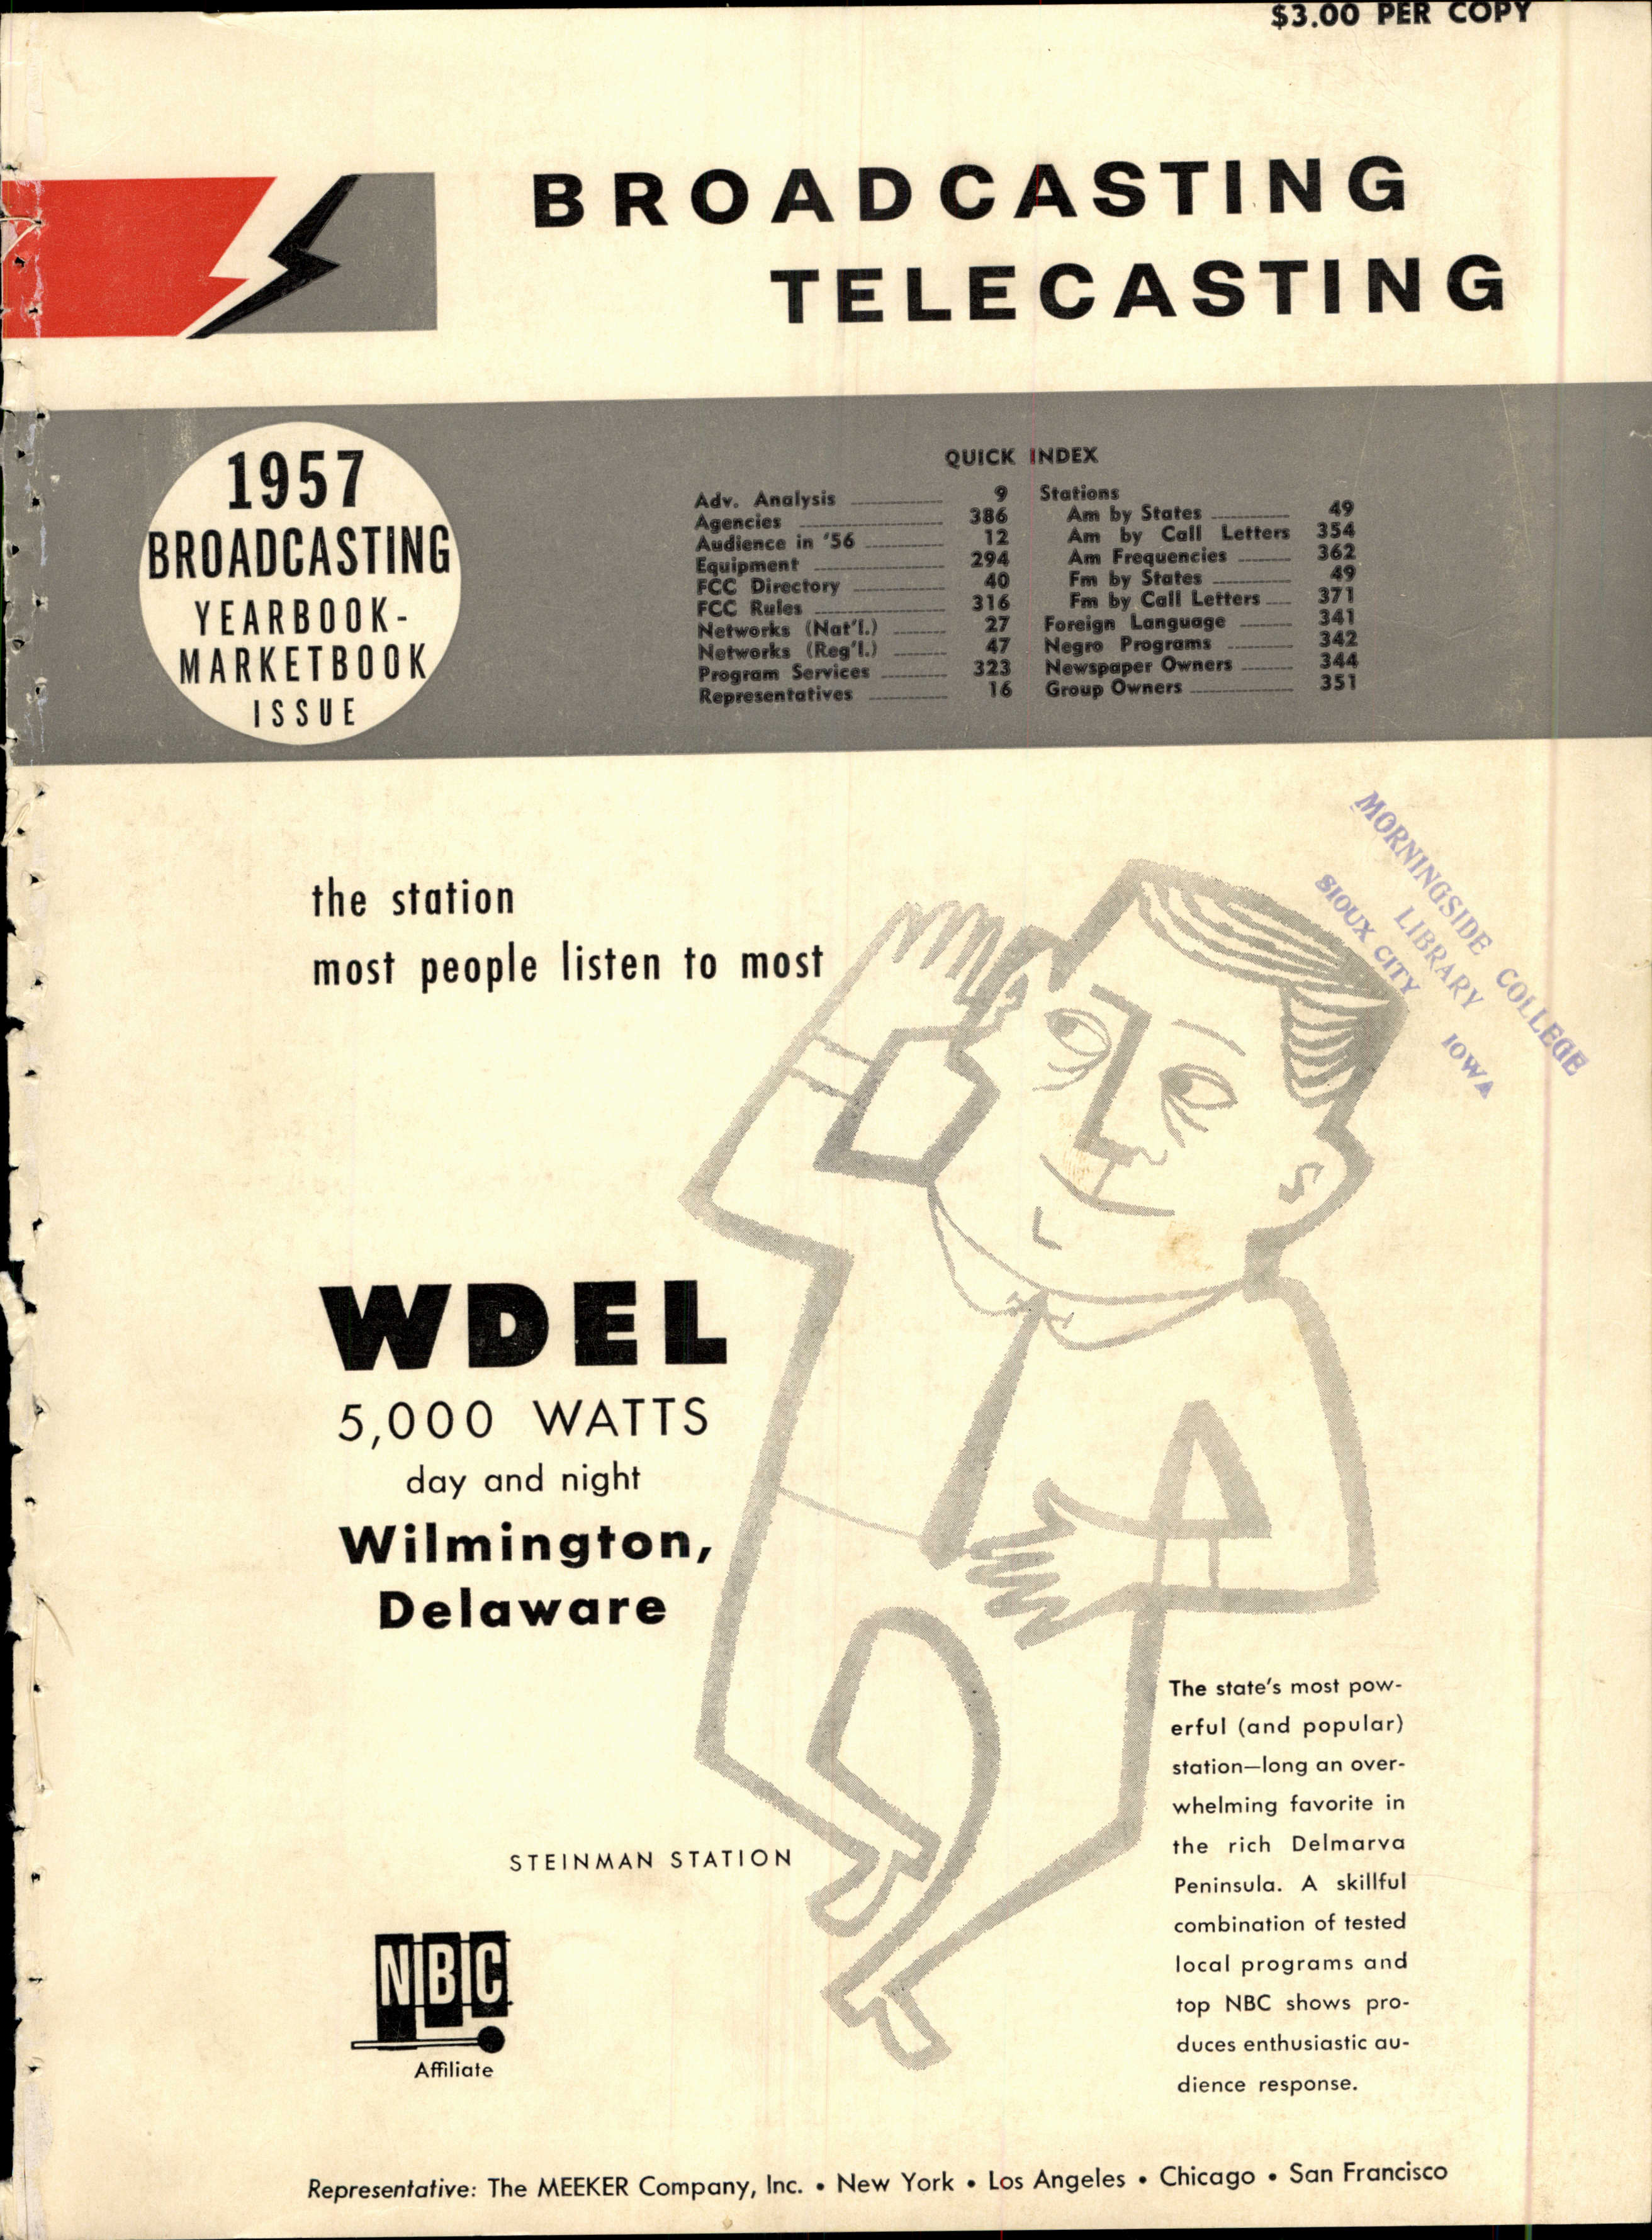 $3.00 PER COPY
BROADCASTING
TELECASTING
1957
BROADCASTING
YEARBOOK-
MARKETBOOK
ISSUE
QUICK INDEX
Adv. Analysis 9
Agencies 386
Audience in '56 12
Equipment 294
FCC Directory 40
FCC Rules 316
Networks (Nat'l.) 27
Networks (Reg'l.) 47
Program Services 323
Representatives 16
Stations
Am by States 49
Am by Call Letters 354
Am Frequencies 362
Fm by States 49
Fm by Call Letters 371
Foreign Language 341
Negro Programs 342
Newspaper Owners 344
Group Owners 351
MORNINGSIDE COLLEGE
LIBRARY
SIOUX CITY IOWA
the station
most people listen to most
WDEL
5,000 WATTS
day and night
Wilmington,
Delaware
The state's most pow-
erful (and popular)
station—long an over-
whelming favorite in
the rich Delmarva
Peninsula. A skillful
combination of tested
local programs and
top NBC shows pro-
duces enthusiastic au-
dience response.
STEINMAN STATION
NBC
Affiliate
Representative: The MEEKER Company, Inc. • New York • Los Angeles • Chicago • San Francisco